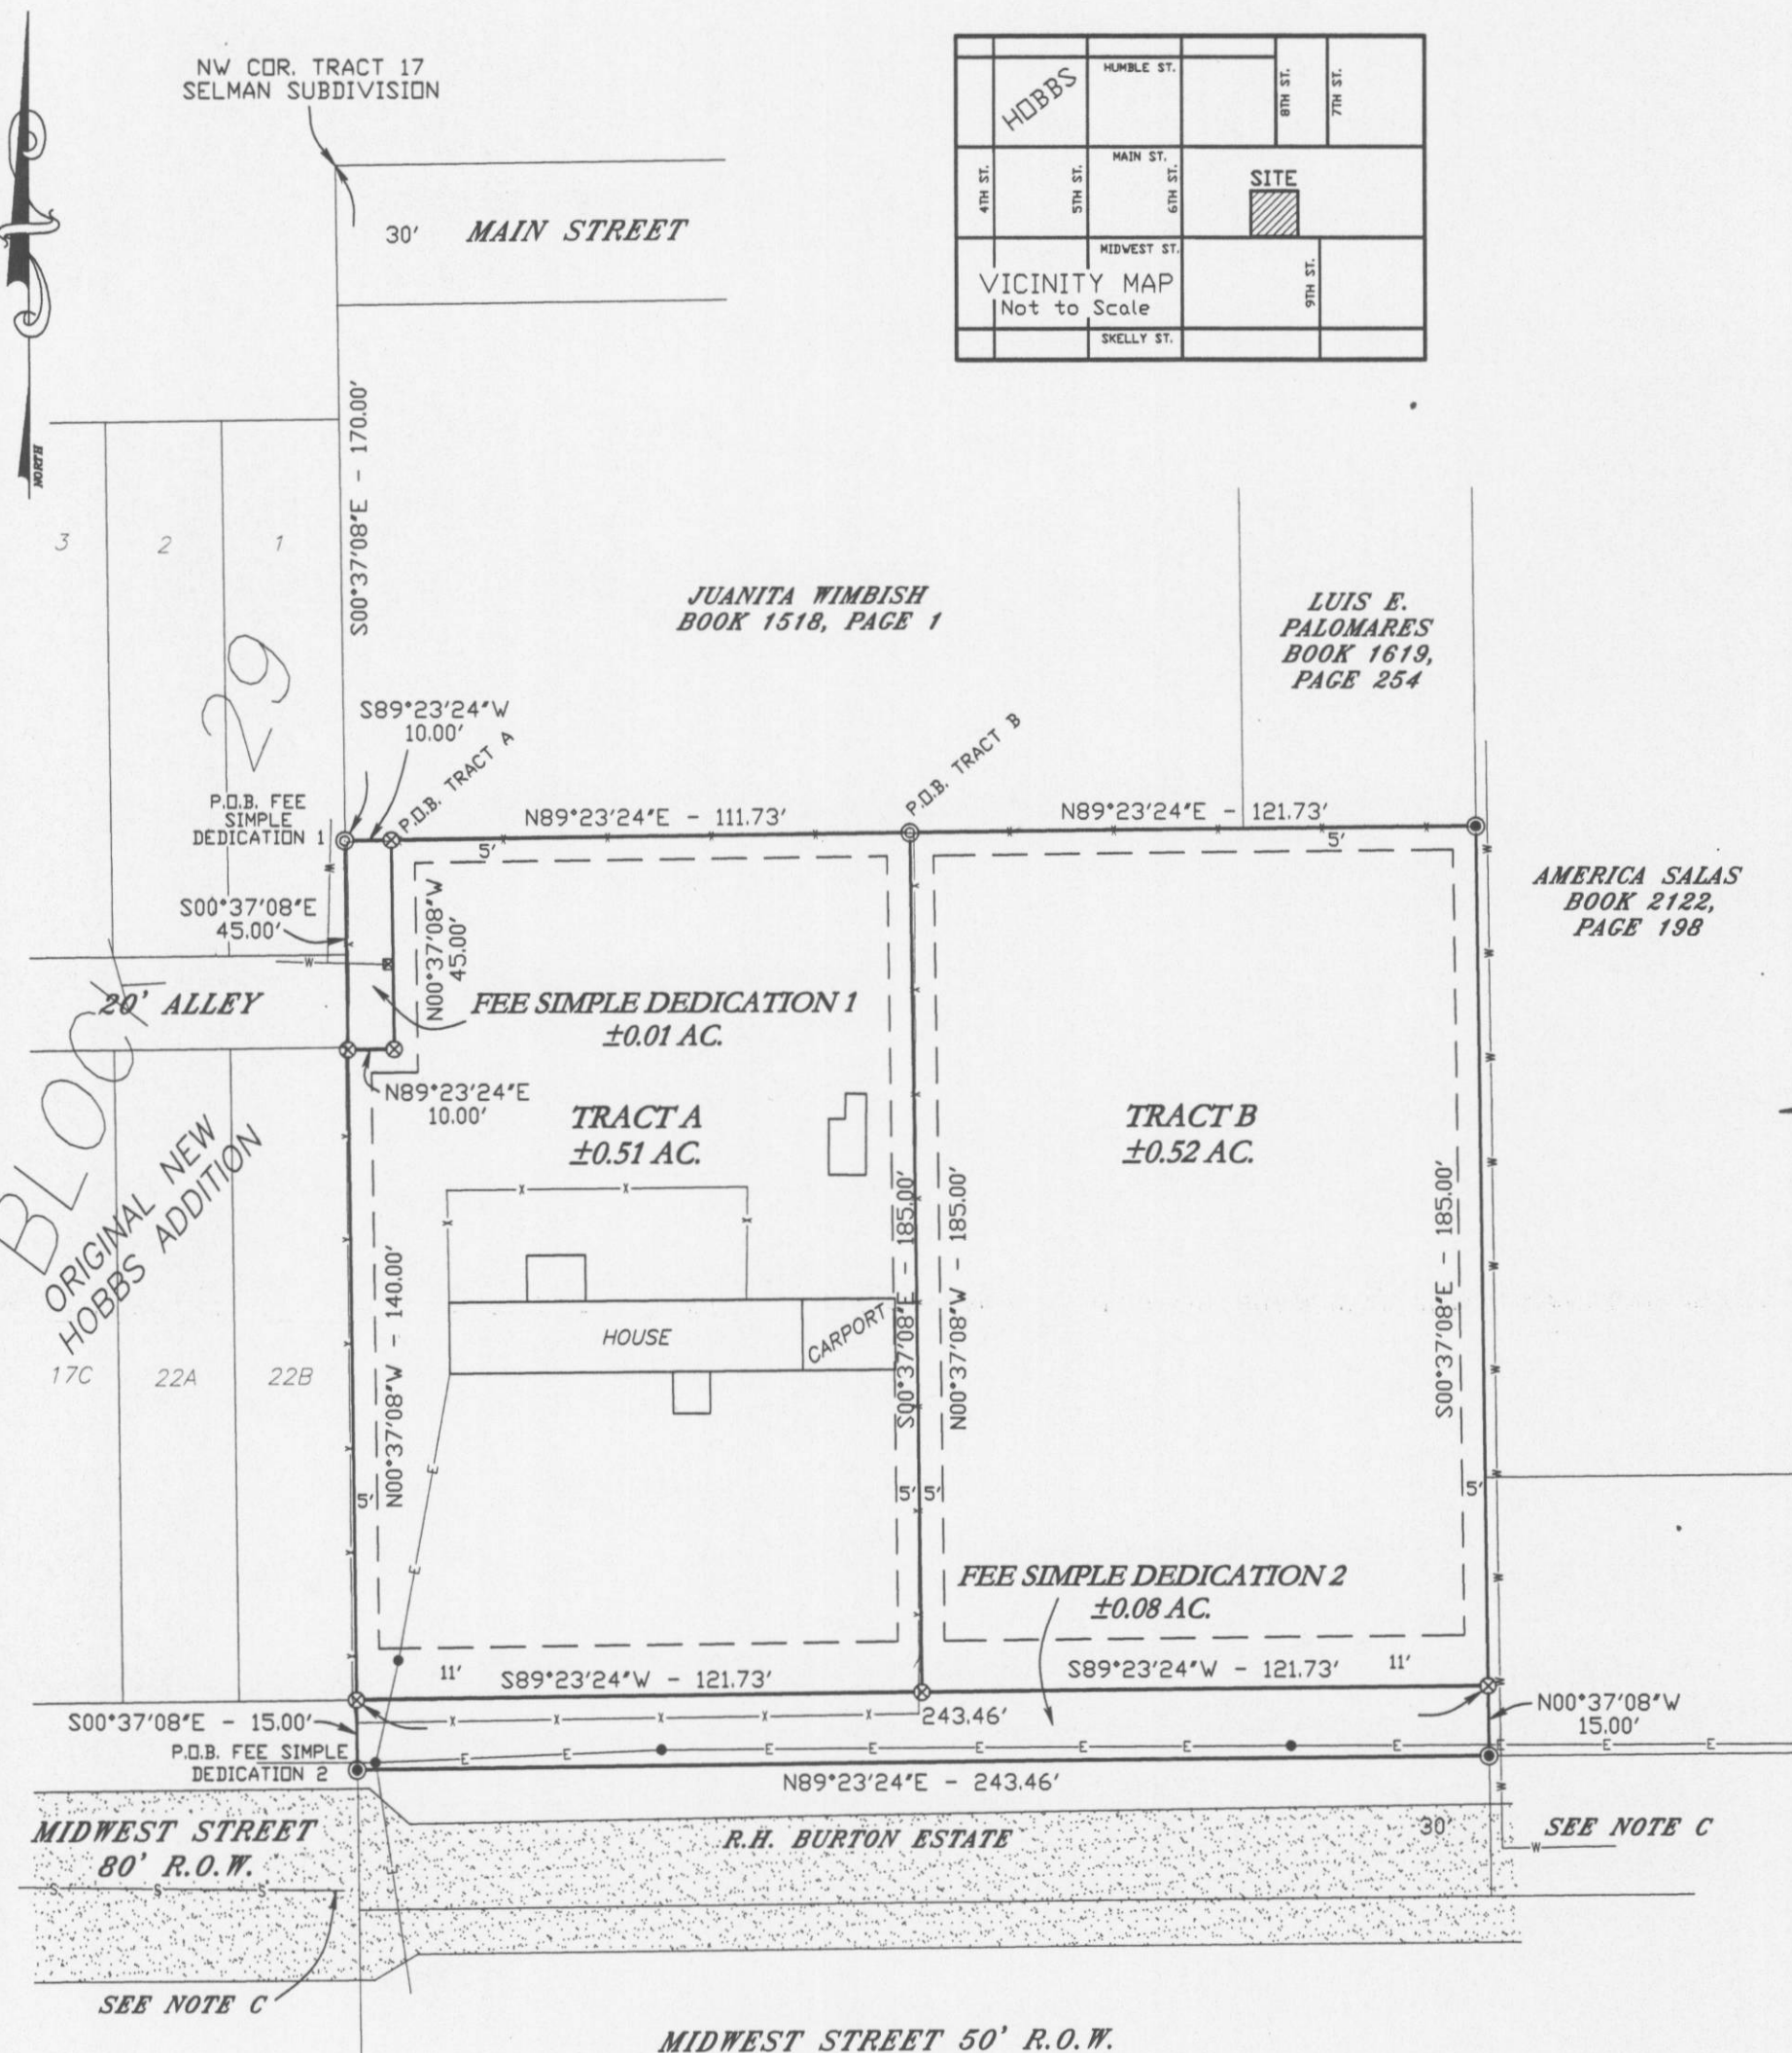 NW COR. TRACT 17
SELMAN SUBDIVISION
30' MAIN STREET
NORTH
HOBBS
HUMBLE ST.
8TH ST.
7TH ST.
MAIN ST.
4TH ST.
5TH ST.
6TH ST.
SITE
MIDWEST ST.
VICINITY MAP
Not to Scale
9TH ST.
SKELLY ST.
S00°37'08"E - 170.00'
3
2
1
BLOCK 29
JUANITA WIMBISH
BOOK 1518, PAGE 1
LUIS E.
PALOMARES
BOOK 1619,
PAGE 254
S89°23'24"W
10.00'
P.O.B. TRACT A
P.O.B. TRACT B
P.O.B. FEE
SIMPLE
DEDICATION 1
N89°23'24"E - 111.73'
N89°23'24"E - 121.73'
5'
5'
AMERICA SALAS
BOOK 2122,
PAGE 198
S00°37'08"E
45.00'
N00°37'08"W
45.00'
20' ALLEY
FEE SIMPLE DEDICATION 1
±0.01 AC.
N89°23'24"E
10.00'
TRACT A
±0.51 AC.
TRACT B
±0.52 AC.
ORIGINAL NEW
HOBBS ADDITION
17C
22A
22B
N00°37'08"W - 140.00'
HOUSE
CARPORT
S00°37'08"E - 185.00'
N00°37'08"W - 185.00'
S00°37'08"E - 185.00'
5'
5'
5'
5'
FEE SIMPLE DEDICATION 2
±0.08 AC.
11'
S89°23'24"W - 121.73'
S89°23'24"W - 121.73'
11'
S00°37'08"E - 15.00'
243.46'
N00°37'08"W
15.00'
P.O.B. FEE SIMPLE
DEDICATION 2
N89°23'24"E - 243.46'
MIDWEST STREET
80' R.O.W.
R.H. BURTON ESTATE
30'
SEE NOTE C
SEE NOTE C
MIDWEST STREET 50' R.O.W.